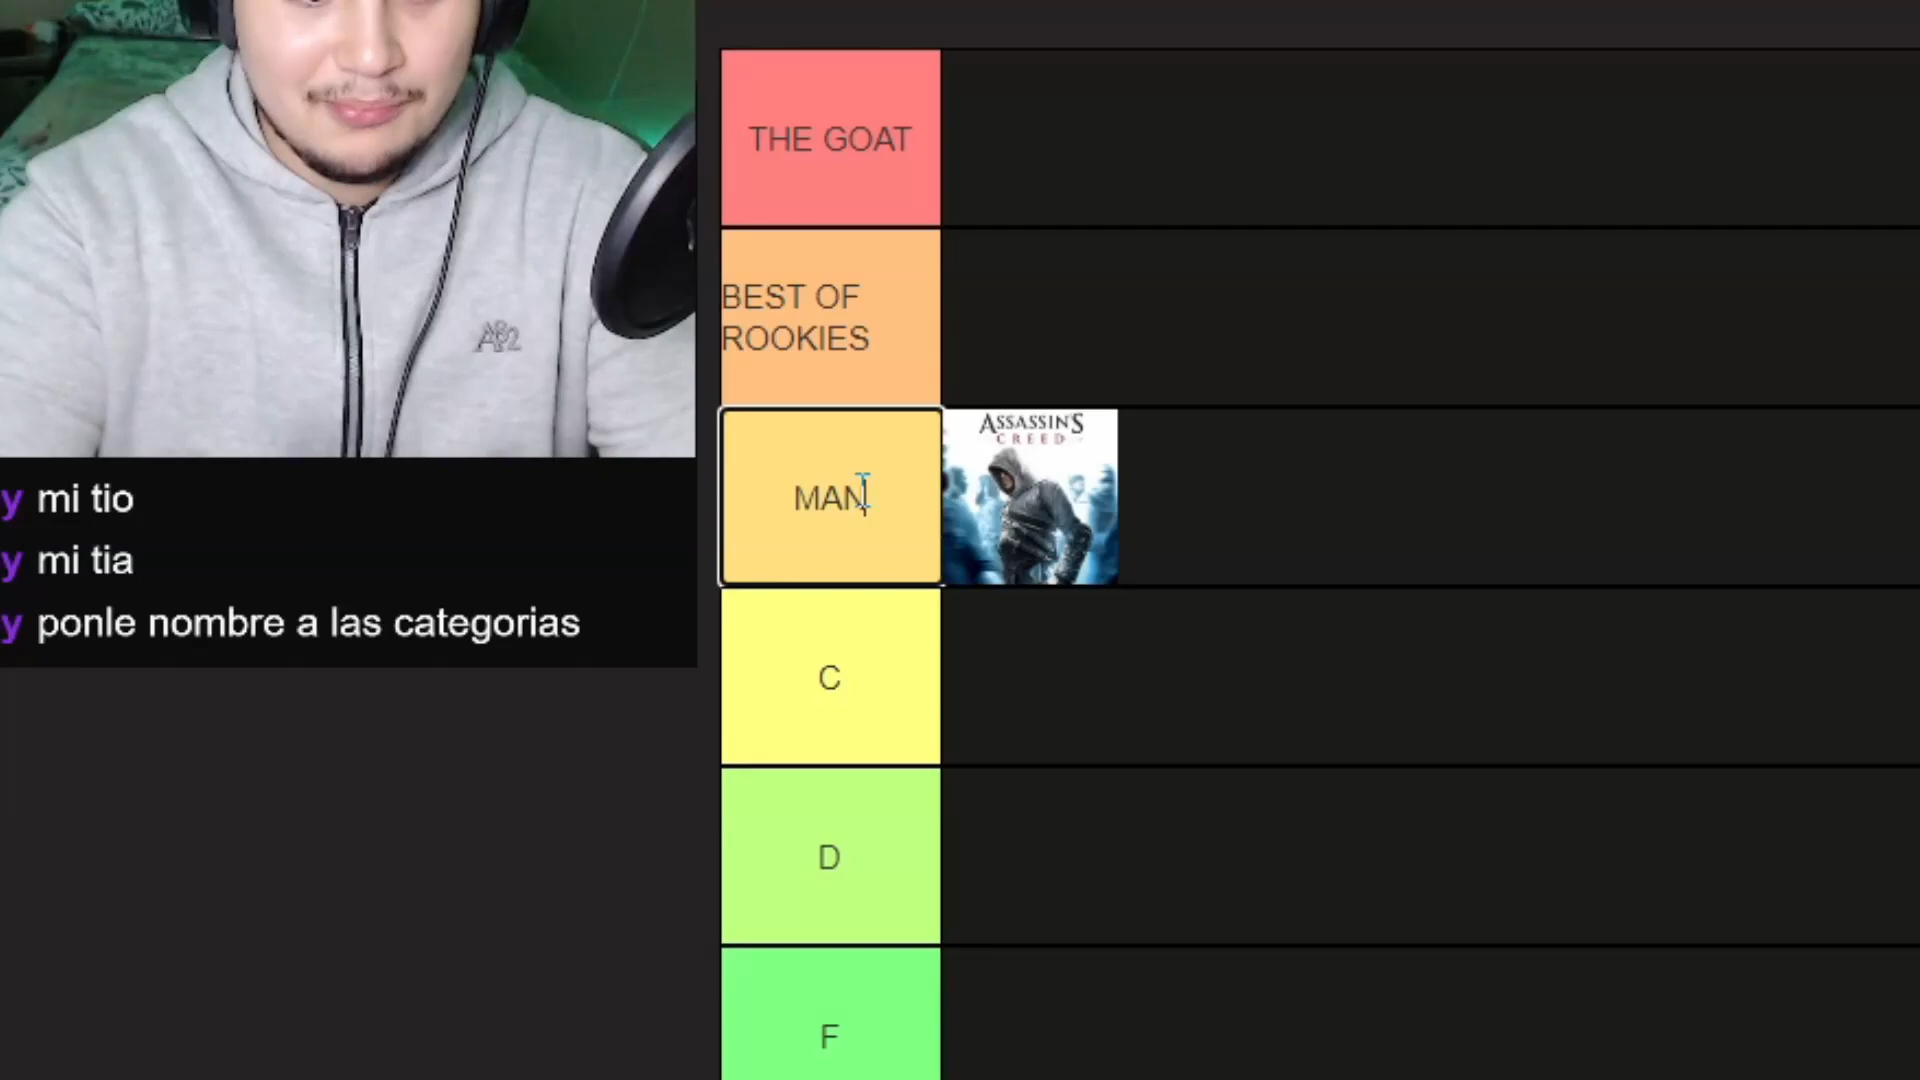 THE GOAT
BEST OF
ROOKIES
MAN
ASSASSIN'S
CREED
C
D
F
y mi tio
y mi tia
y ponle nombre a las categorias